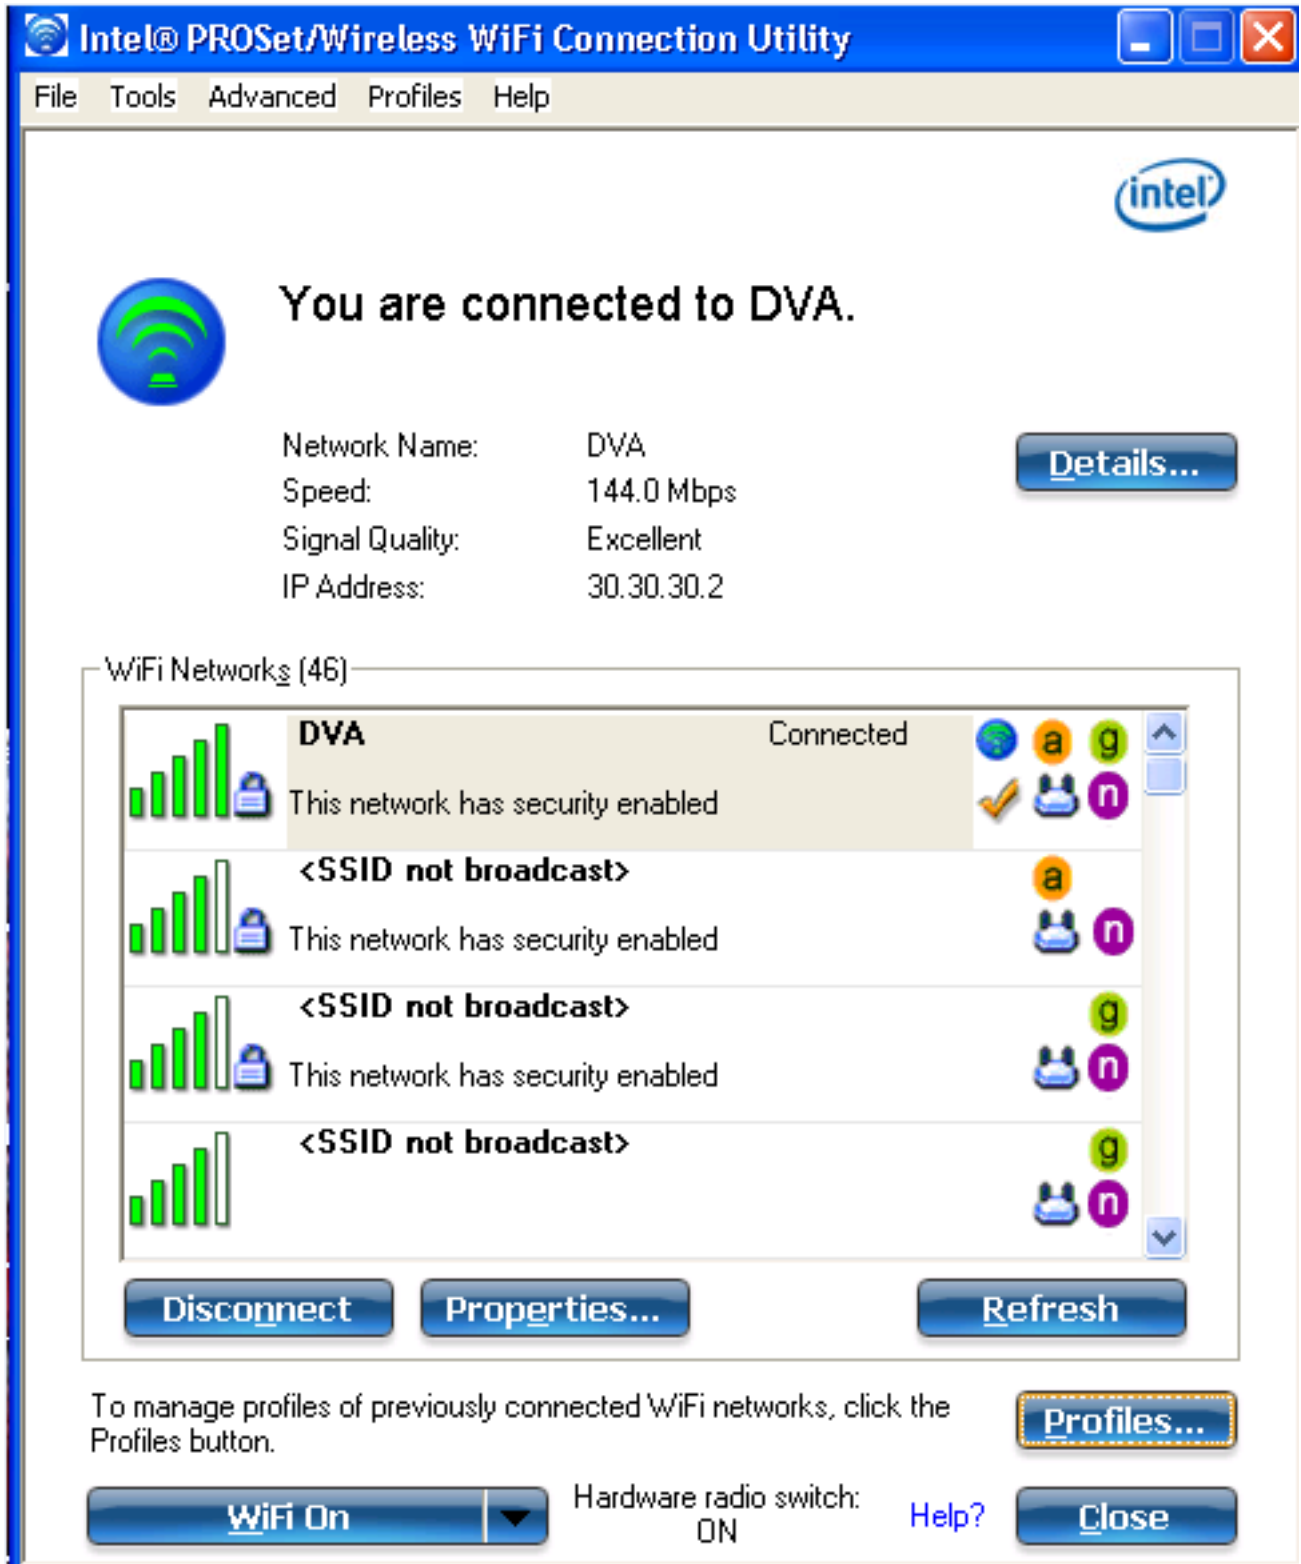 Intel® PROSet/Wireless WiFi Connection Utility
File Tools Advanced Profiles Help
intel
You are connected to DVA.
Network Name: DVA
Details...
Speed: 144.0 Mbps
Signal Quality: Excellent
IP Address: 30.30.30.2
WiFi Networks (46)
DVA Connected a g
This network has security enabled n
<SSID not broadcast> a
This network has security enabled n
<SSID not broadcast> g
This network has security enabled n
<SSID not broadcast> g
n
Disconnect Properties... Refresh
To manage profiles of previously connected WiFi networks, click the
Profiles button.
Profiles...
WiFi On
Hardware radio switch:
ON
Help?
Close